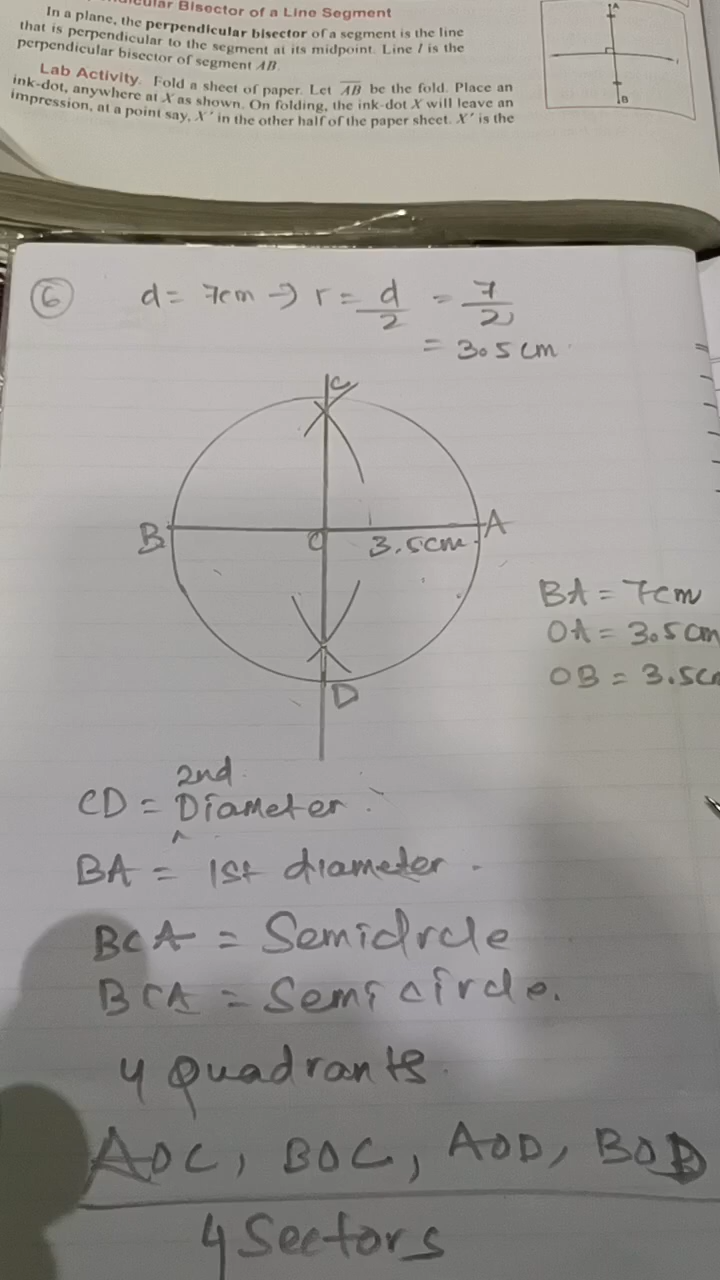 Bisector of a Line Segment
In a plane, the perpendicular bisector of a segment is the line
that is perpendicular to the segment at its midpoint. Line l is the
perpendicular bisector of segment AB.
Lab Activity. Fold a sheet of paper. Let AB be the fold. Place an
ink-dot, anywhere at X as shown. On folding, the ink-dot X will leave an
impression, at a point say, X' in the other half of the paper sheet. X' is the
A
l
B
6
d = 7cm → r = d/2 = 7/2
= 3.5 cm
C
B
O
3.5cm
A
D
BA = 7cm
OA = 3.5 cm
OB = 3.5cm
2nd
CD = Diameter
BA = 1st diameter.
BCA = Semicircle
BCA = Semicircle.
4 Quadrants.
AOC, BOC, AOD, BOD
4 Sectors